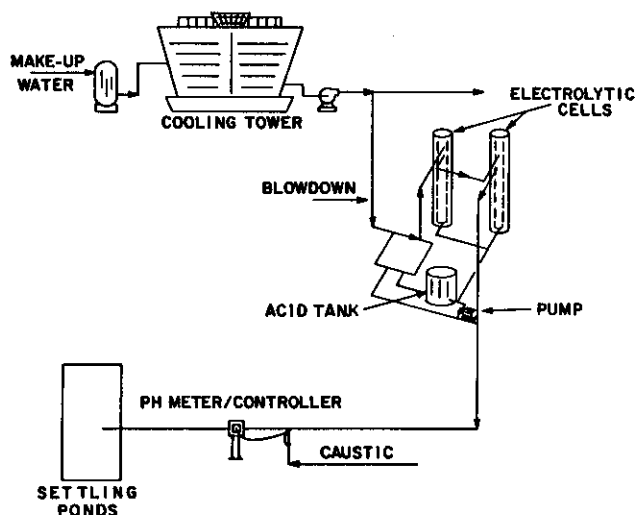 MAKE-UP
WATER
COOLING TOWER
ELECTROLYTIC
CELLS
BLOWDOWN
ACID TANK
PUMP
PH METER/CONTROLLER
CAUSTIC
SETTLING
PONDS